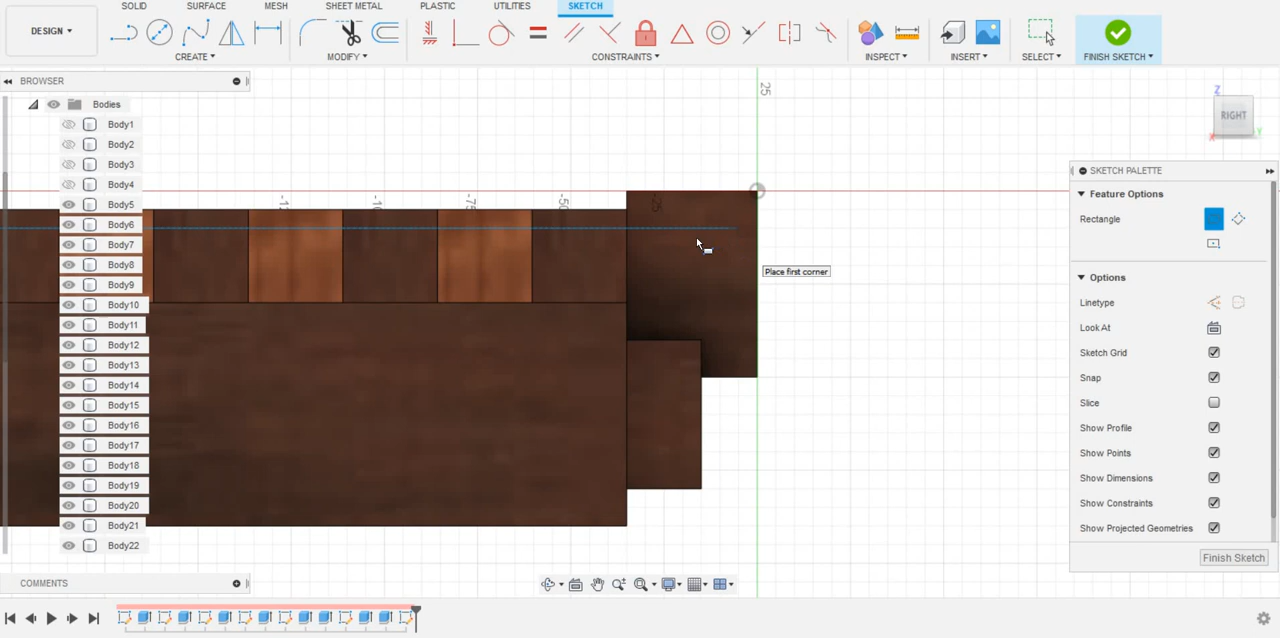 SOLID SURFACE MESH SHEET METAL PLASTIC UTILITIES SKETCH
DESIGN
CREATE MODIFY CONSTRAINTS INSPECT INSERT SELECT FINISH SKETCH
BROWSER
Bodies
Body1
Body2
Body3
Body4
Body5
Body6
Body7
Body8
Body9
Body10
Body11
Body12
Body13
Body14
Body15
Body16
Body17
Body18
Body19
Body20
Body21
Body22
25
-25
-50
-75
-10
-12
Place first corner
Z
RIGHT
X
Y
SKETCH PALETTE
Feature Options
Rectangle
Options
Linetype
Look At
Sketch Grid
Snap
Slice
Show Profile
Show Points
Show Dimensions
Show Constraints
Show Projected Geometries
Finish Sketch
COMMENTS